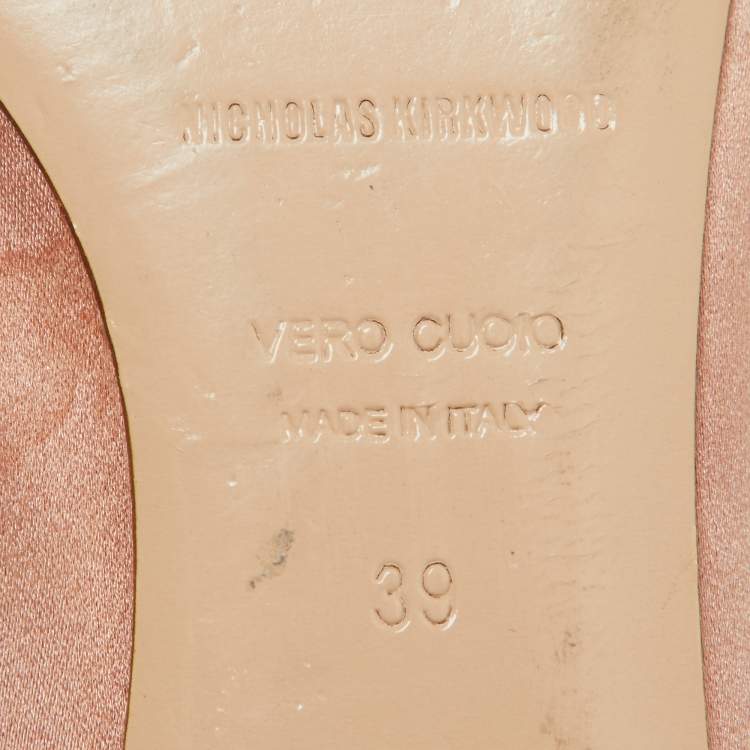 NICHOLAS KIRKWOOD
VERO CUOIO
MADE IN ITALY
39